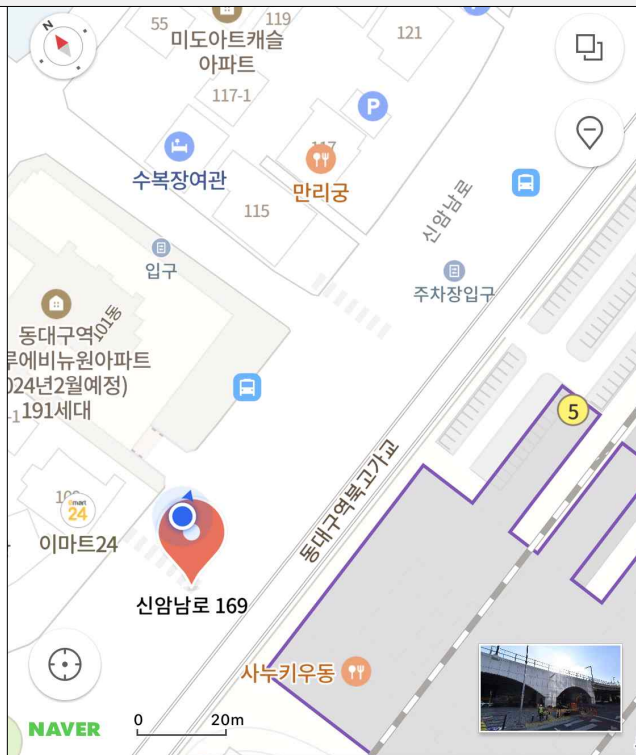 N
55
119
미도아트캐슬
아파트
121
117-1
P
117
수복장여관
만리궁
115
신암남로
입구
주차장입구
동대구역
101동
루에비뉴원아파트
024년2월예정)
191세대
-1
5
동대구역북고가교
emart
24
이마트24
신암남로 169
사누키우동
NAVER
0
20m